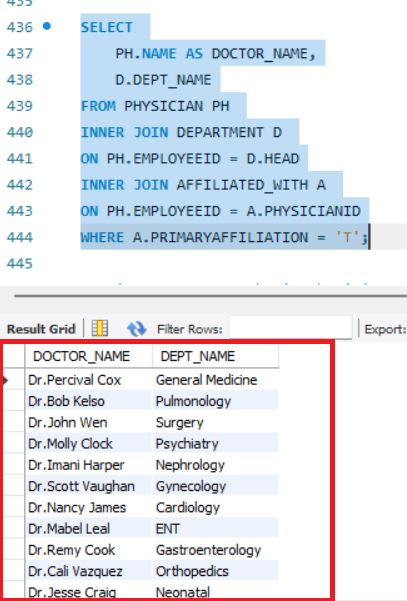 435
436 SELECT
437 PH.NAME AS DOCTOR_NAME,
438 D.DEPT_NAME
439 FROM PHYSICIAN PH
440 INNER JOIN DEPARTMENT D
441 ON PH.EMPLOYEEID = D.HEAD
442 INNER JOIN AFFILIATED_WITH A
443 ON PH.EMPLOYEEID = A.PHYSICIANID
444 WHERE A.PRIMARYAFFILIATION = 'T';
445
Result Grid Filter Rows: Export:
DOCTOR_NAME DEPT_NAME
Dr.Percival Cox General Medicine
Dr.Bob Kelso Pulmonology
Dr.John Wen Surgery
Dr.Molly Clock Psychiatry
Dr.Imani Harper Nephrology
Dr.Scott Vaughan Gynecology
Dr.Nancy James Cardiology
Dr.Mabel Leal ENT
Dr.Remy Cook Gastroenterology
Dr.Cali Vazquez Orthopedics
Dr.Jesse Craig Neonatal